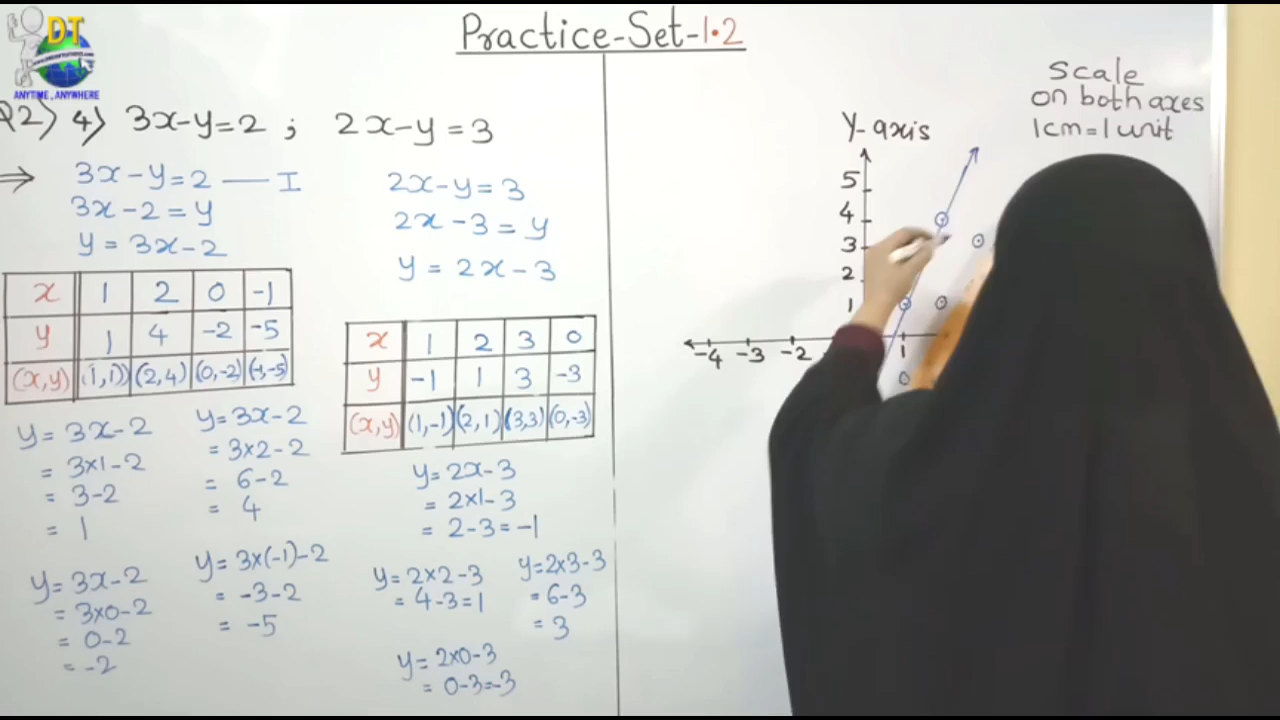 DT
ANYTIME, ANYWHERE
Practice-Set-1.2
Q2) 4) 3x-y=2 ; 2x-y=3
⇒ 3x-y=2 — I
3x-2=y
y=3x-2
x 1 2 0 -1
y 1 4 -2 -5
(x,y) (1,1) (2,4) (0,-2) (-1,-5)
y=3x-2
=3×1-2
=3-2
=1
y=3x-2
=3×2-2
=6-2
=4
y=3x-2
=3×0-2
=0-2
=-2
y=3×(-1)-2
=-3-2
=-5
2x-y=3
2x-3=y
y=2x-3
x 1 2 3 0
y -1 1 3 -3
(x,y) (1,-1) (2,1) (3,3) (0,-3)
y=2x-3
=2×1-3
=2-3=-1
y=2×2-3
=4-3=1
y=2×3-3
=6-3
=3
y=2×0-3
=0-3=-3
Scale
on both axes
1cm=1 unit
Y-axis
5
4
3
2
1
-4 -3 -2 1